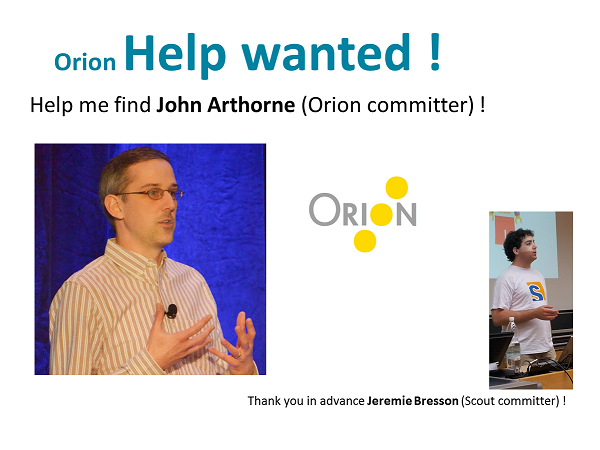 Orion Help wanted !
Help me find John Arthorne (Orion committer) !
ORION
S
Thank you in advance Jeremie Bresson (Scout committer) !